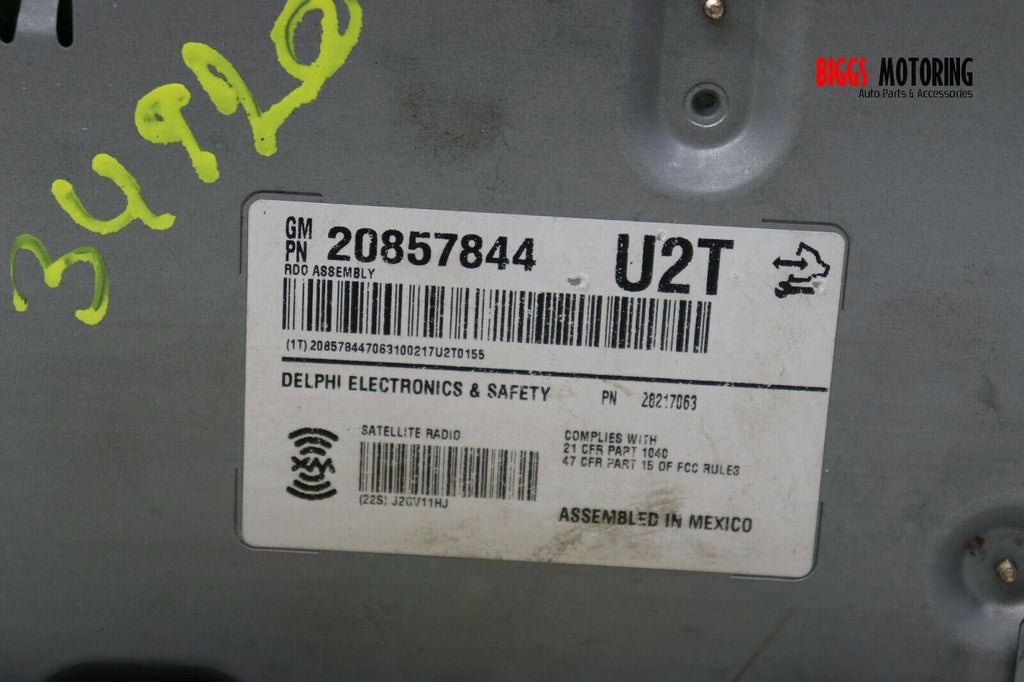 34920
BIGGS MOTORING
Auto Parts & Accessories
GM PN 20857844 U2T
RDO ASSEMBLY
(1T) 208578447063100217U2T0155
DELPHI ELECTRONICS & SAFETY PN 28217063
SATELLITE RADIO
XM
(22S) J2GV11HJ
COMPLIES WITH
21 CFR PART 1040
47 CFR PART 15 OF FCC RULES
ASSEMBLED IN MEXICO